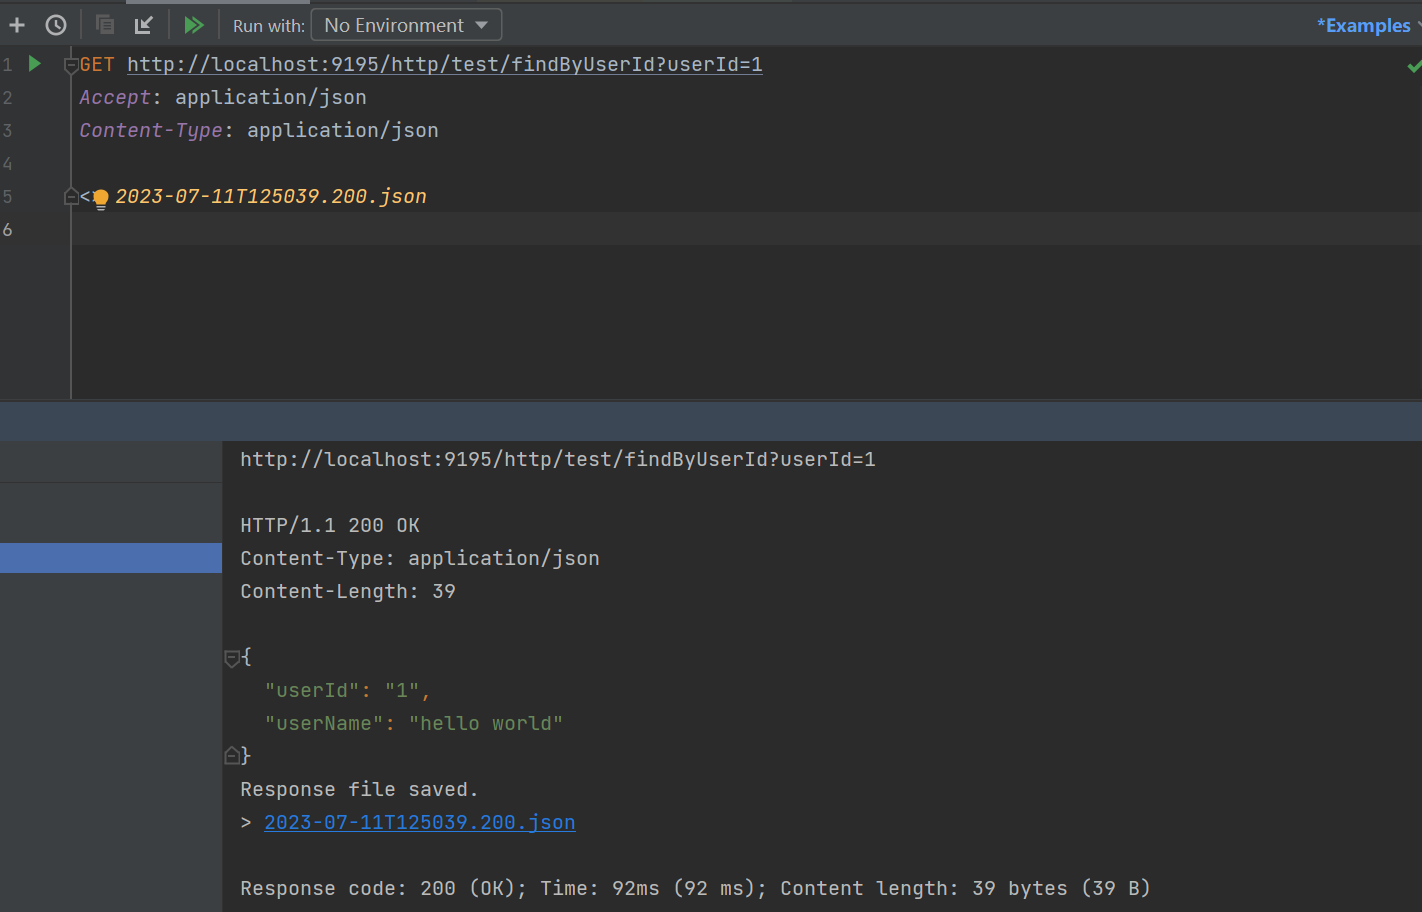 Run with: No Environment *Examples
1 GET http://localhost:9195/http/test/findByUserId?userId=1
2 Accept: application/json
3 Content-Type: application/json
4
5 < 2023-07-11T125039.200.json
6
http://localhost:9195/http/test/findByUserId?userId=1
HTTP/1.1 200 OK
Content-Type: application/json
Content-Length: 39
{
"userId": "1",
"userName": "hello world"
}
Response file saved.
> 2023-07-11T125039.200.json
Response code: 200 (OK); Time: 92ms (92 ms); Content length: 39 bytes (39 B)